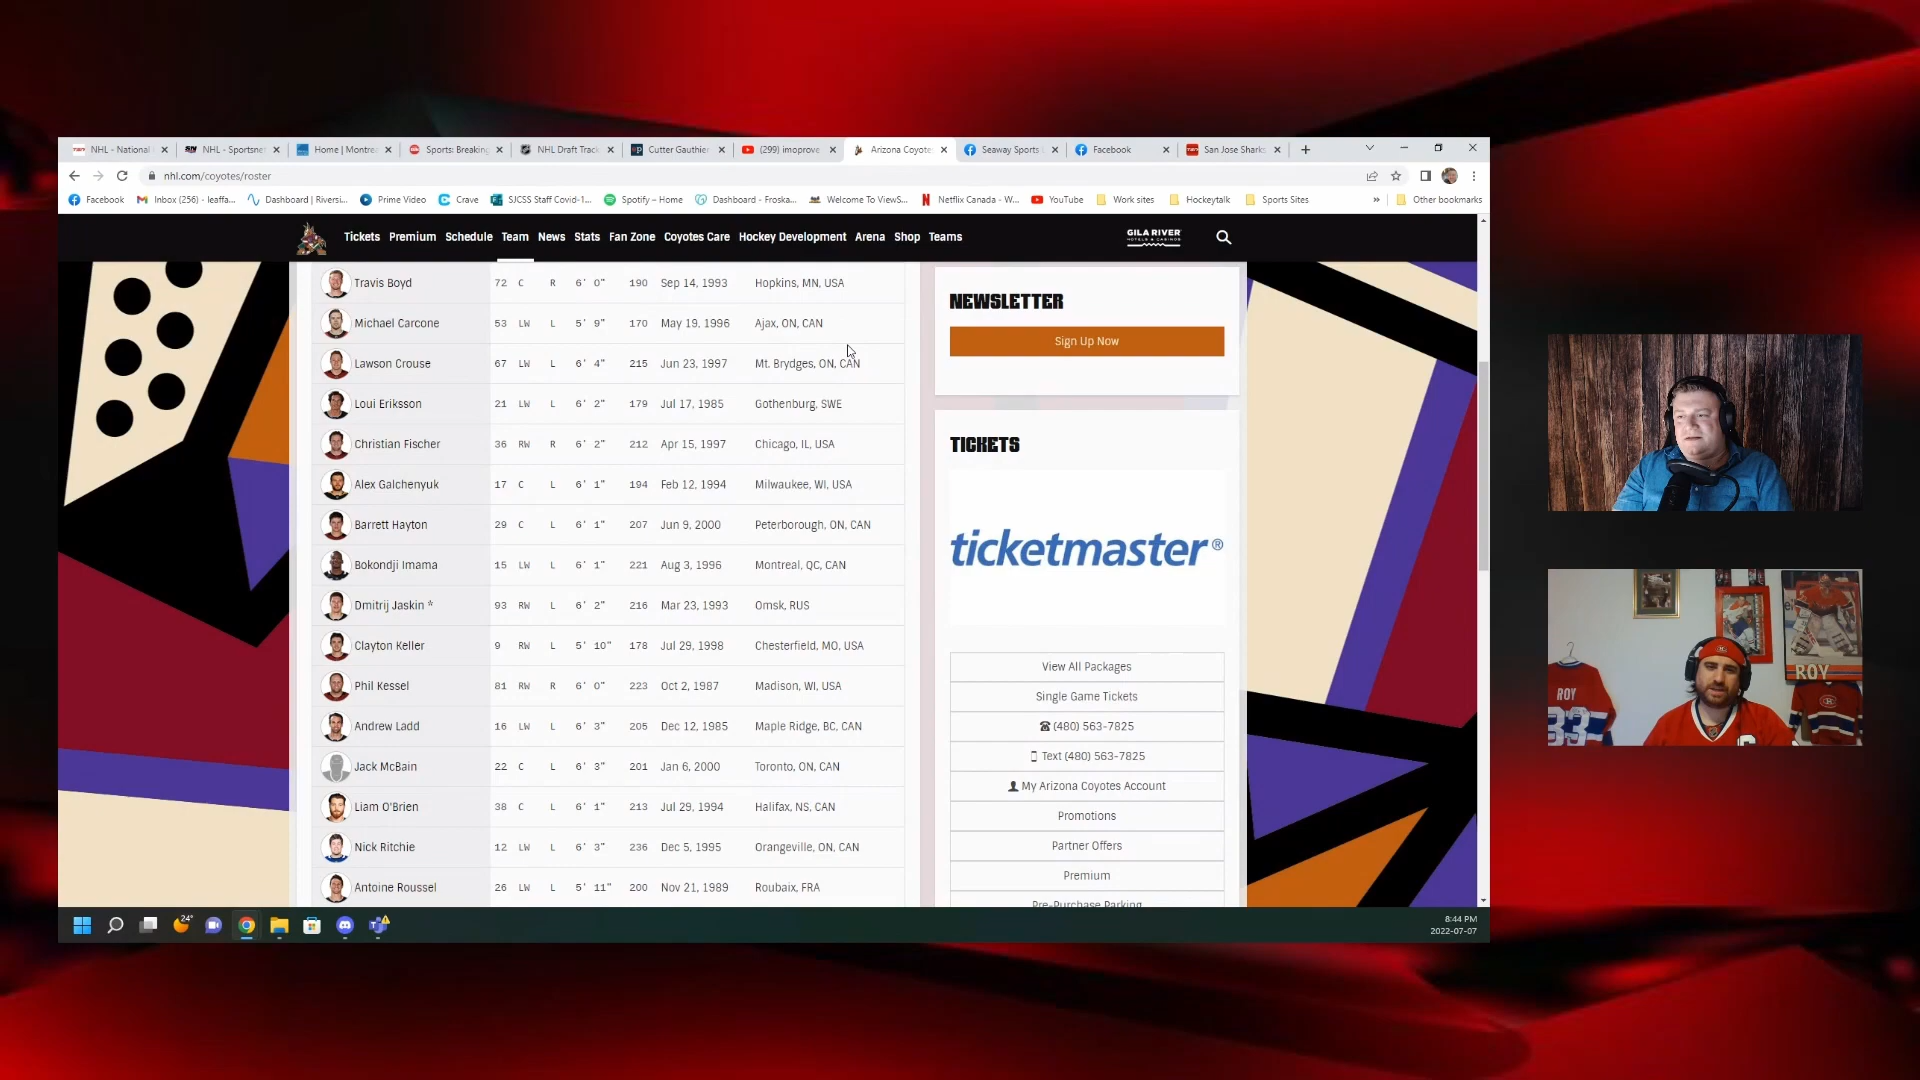 NHL - National
NHL - Sportsne
Home | Montre
Sports: Breaking
NHL Draft Track
Cutter Gauthier
(299) imoprove
Arizona Coyote
Seaway Sports
Facebook
San Jose Sharks
nhl.com/coyotes/roster
Facebook
Inbox (256) - leaffa...
Dashboard | Riversi...
Prime Video
Crave
SJCSS Staff Covid-1...
Spotify – Home
Dashboard - Froska...
Welcome To ViewS...
Netflix Canada - W...
YouTube
Work sites
Hockeytalk
Sports Sites
»
Other bookmarks
Tickets Premium Schedule Team News Stats Fan Zone Coyotes Care Hockey Development Arena Shop Teams
GILA RIVER
Travis Boyd 72 C R 6' 0" 190 Sep 14, 1993 Hopkins, MN, USA
Michael Carcone 53 LW L 5' 9" 170 May 19, 1996 Ajax, ON, CAN
Lawson Crouse 67 LW L 6' 4" 215 Jun 23, 1997 Mt. Brydges, ON, CAN
Loui Eriksson 21 LW L 6' 2" 179 Jul 17, 1985 Gothenburg, SWE
Christian Fischer 36 RW R 6' 2" 212 Apr 15, 1997 Chicago, IL, USA
Alex Galchenyuk 17 C L 6' 1" 194 Feb 12, 1994 Milwaukee, WI, USA
Barrett Hayton 29 C L 6' 1" 207 Jun 9, 2000 Peterborough, ON, CAN
Bokondji Imama 15 LW L 6' 1" 221 Aug 3, 1996 Montreal, QC, CAN
Dmitrij Jaskin * 93 RW L 6' 2" 216 Mar 23, 1993 Omsk, RUS
Clayton Keller 9 RW L 5' 10" 178 Jul 29, 1998 Chesterfield, MO, USA
Phil Kessel 81 RW R 6' 0" 223 Oct 2, 1987 Madison, WI, USA
Andrew Ladd 16 LW L 6' 3" 205 Dec 12, 1985 Maple Ridge, BC, CAN
Jack McBain 22 C L 6' 3" 201 Jan 6, 2000 Toronto, ON, CAN
Liam O'Brien 38 C L 6' 1" 213 Jul 29, 1994 Halifax, NS, CAN
Nick Ritchie 12 LW L 6' 3" 236 Dec 5, 1995 Orangeville, ON, CAN
Antoine Roussel 26 LW L 5' 11" 200 Nov 21, 1989 Roubaix, FRA
NEWSLETTER
Sign Up Now
TICKETS
ticketmaster®
View All Packages
Single Game Tickets
(480) 563-7825
Text (480) 563-7825
My Arizona Coyotes Account
Promotions
Partner Offers
Premium
Pre-Purchase Parking
24°
8:44 PM
2022-07-07
ROY
33
ROY